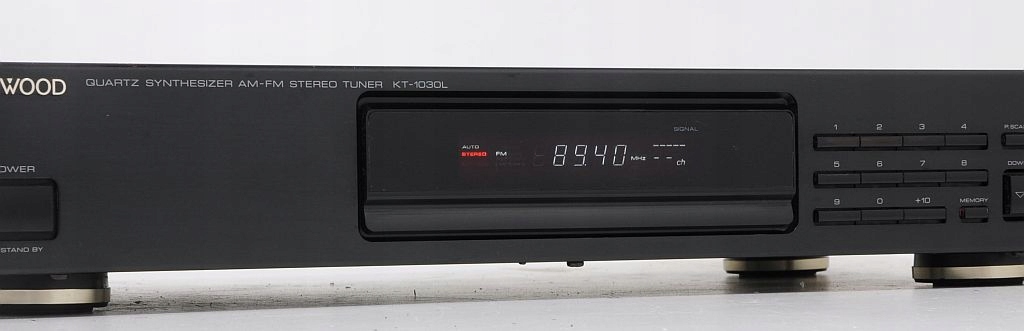 WOOD QUARTZ SYNTHESIZER AM-FM STEREO TUNER KT-1030L
SIGNAL
AUTO
STEREO FM 89.40 MHz -- ch
1 2 3 4 P.SCA
OWER
5 6 7 8 DOW
9 0 +10 MEMORY
STAND BY